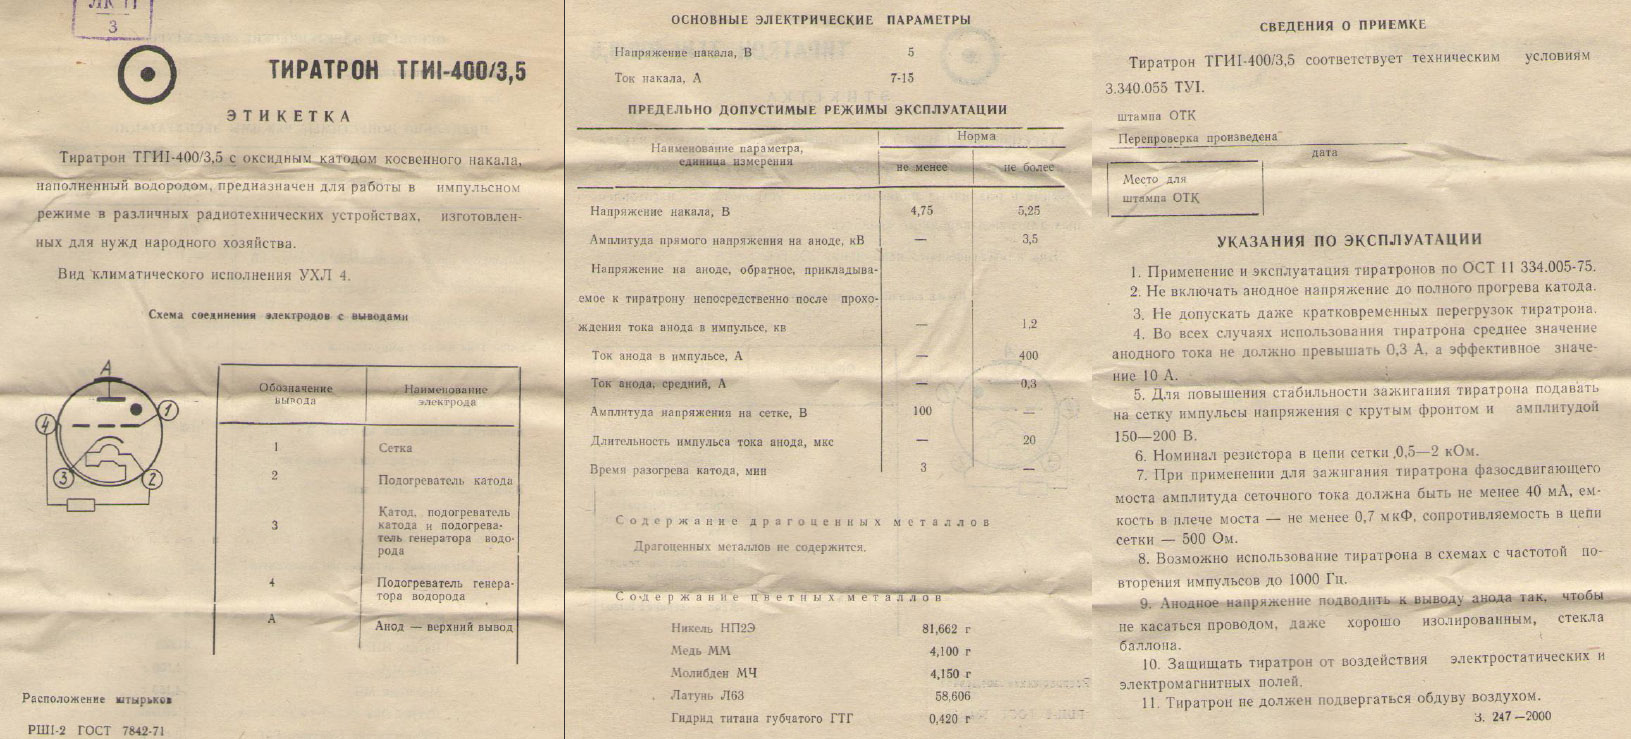 ЛК 11
3
ТИРАТРОН ТГИ1-400/3,5
ЭТИКЕТКА
Тиратрон ТГИ1-400/3,5 с оксидным катодом косвенного накала,
наполненный водородом, предназначен для работы в импульсном
режиме в различных радиотехнических устройствах, изготовлен-
ных для нужд народного хозяйства.
Вид климатического исполнения УХЛ 4.
Схема соединения электродов с выводами
А
4 1
3 2
Обозначение вывода Наименование электрода
1 Сетка
2 Подогреватель катода
3 Катод, подогреватель
катода и подогрева-
тель генератора водо-
рода
4 Подогреватель генера-
тора водорода
А Анод — верхний вывод
Расположение штырьков
РШ1-2 ГОСТ 7842-71
ОСНОВНЫЕ ЭЛЕКТРИЧЕСКИЕ ПАРАМЕТРЫ
Напряжение накала, В 5
Ток накала, А 7-15
ПРЕДЕЛЬНО ДОПУСТИМЫЕ РЕЖИМЫ ЭКСПЛУАТАЦИИ
Наименование параметра,
единица измерения
Норма
не менее не более
Напряжение накала, В 4,75 5,25
Амплитуда прямого напряжения на аноде, кВ — 3,5
Напряжение на аноде, обратное, прикладыва-
емое к тиратрону непосредственно после прохо-
ждения тока анода в импульсе, кв — 1,2
Ток анода в импульсе, А — 400
Ток анода, средний, А — 0,3
Амплитуда напряжения на сетке, В 100 —
Длительность импульса тока анода, мкс — 20
Время разогрева катода, мин 3 —
Содержание драгоценных металлов
Драгоценных металлов не содержится.
Содержание цветных металлов
Никель НП2Э 81,662 г
Медь ММ 4,100 г
Молибден МЧ 4,150 г
Латунь Л63 58,606
Гидрид титана губчатого ГТГ 0,420 г
СВЕДЕНИЯ О ПРИЕМКЕ
Тиратрон ТГИ1-400/3,5 соответствует техническим условиям
3.340.055 ТУ1.
штампа ОТК
Перепроверка произведена
дата
Место для
штампа ОТК
УКАЗАНИЯ ПО ЭКСПЛУАТАЦИИ
1. Применение и эксплуатация тиратронов по ОСТ 11 334.005-75.
2. Не включать анодное напряжение до полного прогрева катода.
3. Не допускать даже кратковременных перегрузок тиратрона.
4. Во всех случаях использования тиратрона среднее значение
анодного тока не должно превышать 0,3 А, а эффективное значе-
ние 10 А.
5. Для повышения стабильности зажигания тиратрона подавать
на сетку импульсы напряжения с крутым фронтом и амплитудой
150—200 В.
6. Номинал резистора в цепи сетки 0,5—2 кОм.
7. При применении для зажигания тиратрона фазосдвигающего
моста амплитуда сеточного тока должна быть не менее 40 мА, ем-
кость в плече моста — не менее 0,7 мкФ, сопротивляемость в цепи
сетки — 500 Ом.
8. Возможно использование тиратрона в схемах с частотой по-
вторения импульсов до 1000 Гц.
9. Анодное напряжение подводить к выводу анода так, чтобы
не касаться проводом, даже хорошо изолированным, стекла
баллона.
10. Защищать тиратрон от воздействия электростатических и
электромагнитных полей.
11. Тиратрон не должен подвергаться обдуву воздухом.
З. 247—2000